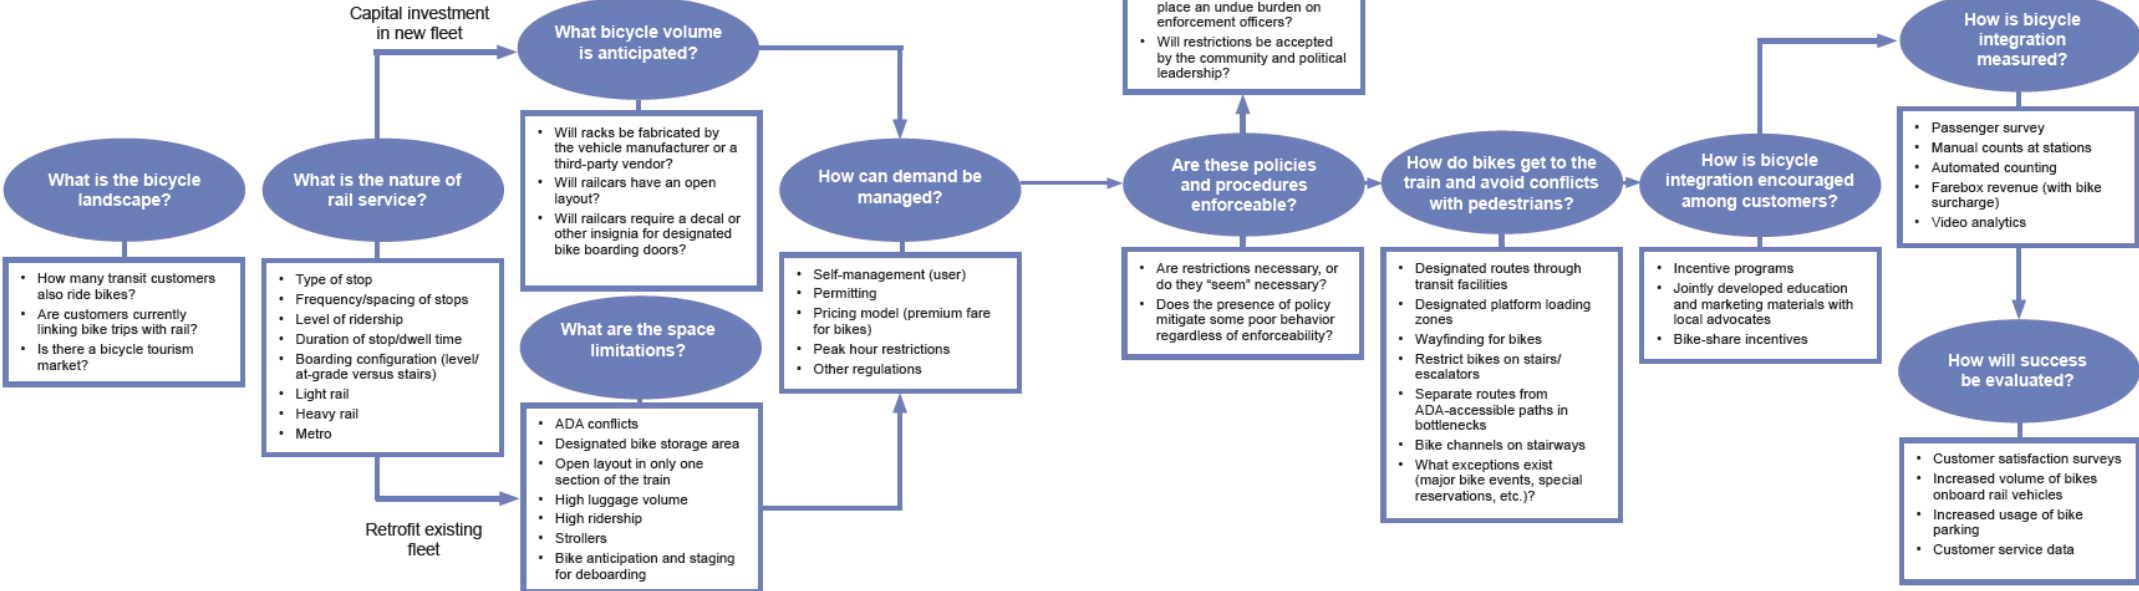 What is the bicycle
landscape?
• How many transit customers
also ride bikes?
• Are customers currently
linking bike trips with rail?
• Is there a bicycle tourism
market?
What is the nature of
rail service?
• Type of stop
• Frequency/spacing of stops
• Level of ridership
• Duration of stop/dwell time
• Boarding configuration (level/
at-grade versus stairs)
• Light rail
• Heavy rail
• Metro
Capital investment
in new fleet
What bicycle volume
is anticipated?
• Will racks be fabricated by
the vehicle manufacturer or a
third-party vendor?
• Will railcars have an open
layout?
• Will railcars require a decal or
other insignia for designated
bike boarding doors?
Retrofit existing
fleet
What are the space
limitations?
• ADA conflicts
• Designated bike storage area
• Open layout in only one
section of the train
• High luggage volume
• High ridership
• Strollers
• Bike anticipation and staging
for deboarding
How can demand be
managed?
• Self-management (user)
• Permitting
• Pricing model (premium fare
for bikes)
• Peak hour restrictions
• Other regulations
place an undue burden on
enforcement officers?
• Will restrictions be accepted
by the community and political
leadership?
Are these policies
and procedures
enforceable?
• Are restrictions necessary, or
do they “seem” necessary?
• Does the presence of policy
mitigate some poor behavior
regardless of enforceability?
How do bikes get to the
train and avoid conflicts
with pedestrians?
• Designated routes through
transit facilities
• Designated platform loading
zones
• Wayfinding for bikes
• Restrict bikes on stairs/
escalators
• Separate routes from
ADA-accessible paths in
bottlenecks
• Bike channels on stairways
• What exceptions exist
(major bike events, special
reservations, etc.)?
How is bicycle
integration encouraged
among customers?
• Incentive programs
• Jointly developed education
and marketing materials with
local advocates
• Bike-share incentives
How is bicycle
integration
measured?
• Passenger survey
• Manual counts at stations
• Automated counting
• Farebox revenue (with bike
surcharge)
• Video analytics
How will success
be evaluated?
• Customer satisfaction surveys
• Increased volume of bikes
onboard rail vehicles
• Increased usage of bike
parking
• Customer service data